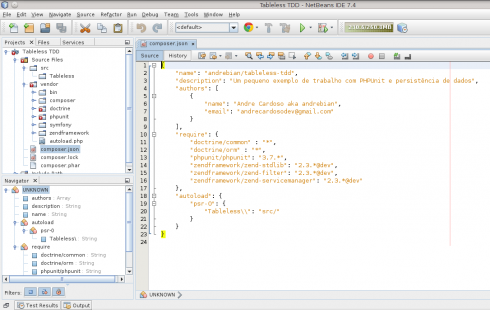 Tableless TDD - NetBeans IDE 7.4
File Edit View Navigate Source Refactor Run Debug Team Tools Window Help
<default>
Projects Files Services
composer.json
Source History
Tableless TDD
Source Files
src
Tableless
vendor
bin
composer
doctrine
phpunit
symfony
zendframework
autoload.php
composer.json
composer.lock
composer.phar
Navigator
UNKNOWN
authors : Array
description : String
name : String
autoload
psr-0
Tableless\ : String
require
doctrine/common : String
doctrine/orm : String
phpunit/phpunit : String
Filters:
1 {
2 "name": "andrebian/tableless-tdd",
3 "description": "Um pequeno exemplo de trabalho com PHPUnit e persistência de dados",
4 "authors": [
5 {
6 "name": "Andre Cardoso aka andrebian",
7 "email": "andrecardosodev@gmail.com"
8 }
9 ],
10 "require": {
11 "doctrine/common" : "*",
12 "doctrine/orm" : "*",
13 "phpunit/phpunit": "3.7.*",
14 "zendframework/zend-stdlib": "2.3.*@dev",
15 "zendframework/zend-filter": "2.3.*@dev",
16 "zendframework/zend-servicemanager": "2.3.*@dev"
17 },
18 "autoload": {
19 "psr-0": {
20 "Tableless\\": "src/"
21 }
22 }
23 }
24
UNKNOWN
Test Results Output